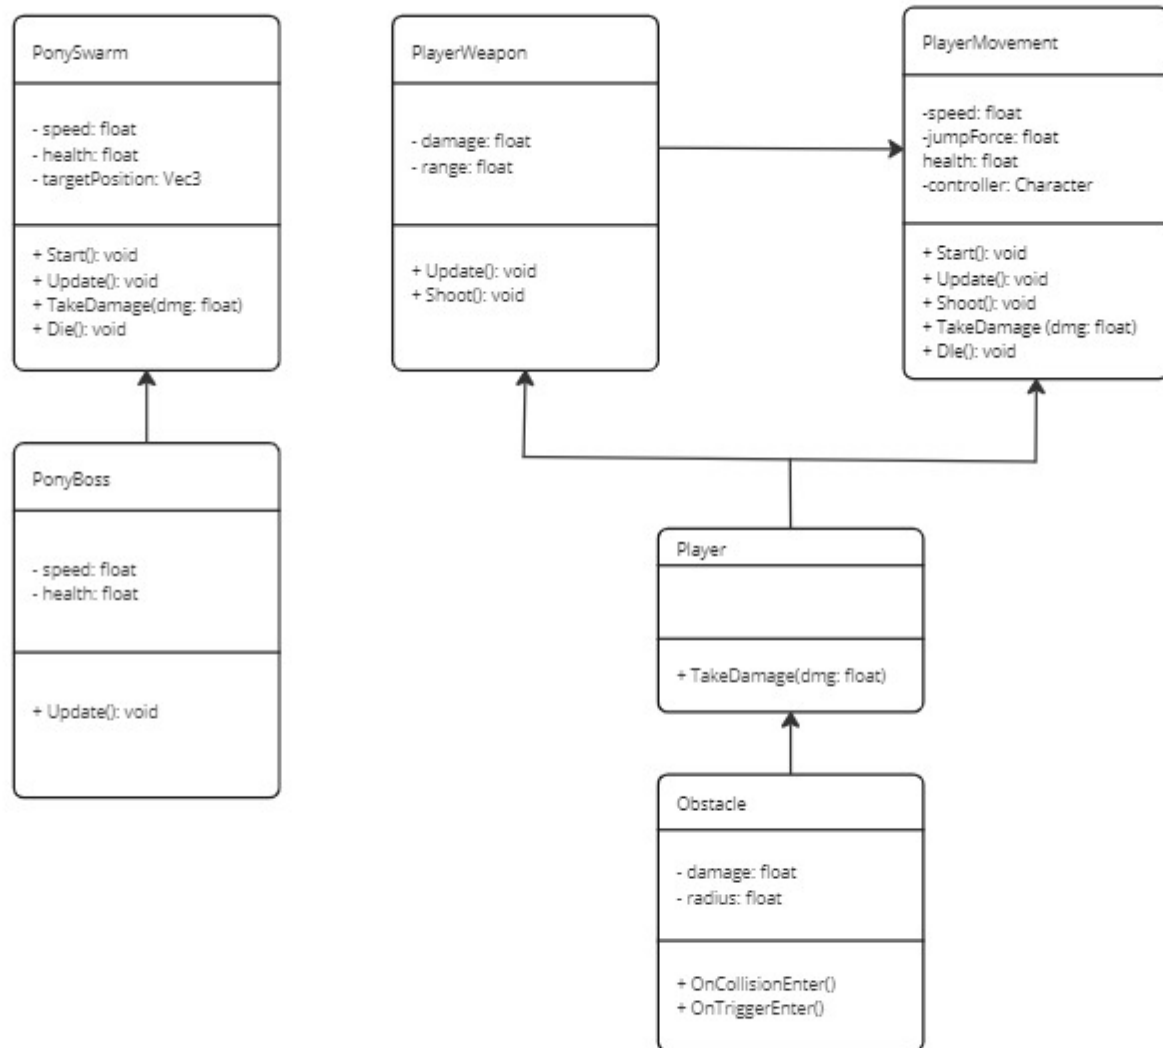 PonySwarm
- speed: float
- health: float
- targetPosition: Vec3
+ Start(): void
+ Update(): void
+ TakeDamage(dmg: float)
+ Die(): void
PonyBoss
- speed: float
- health: float
+ Update(): void
PlayerWeapon
- damage: float
- range: float
+ Update(): void
+ Shoot(): void
PlayerMovement
-speed: float
-jumpForce: float
health: float
-controller: Character
+ Start(): void
+ Update(): void
+ Shoot(): void
+ TakeDamage (dmg: float)
+ DIe(): void
Player
+ TakeDamage(dmg: float)
Obstacle
- damage: float
- radius: float
+ OnCollisionEnter()
+ OnTriggerEnter()